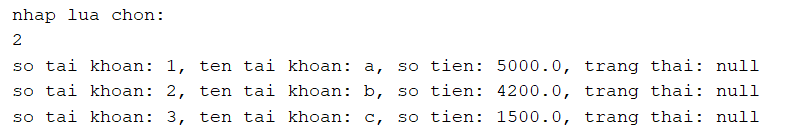 nhap lua chon:
2
so tai khoan: 1, ten tai khoan: a, so tien: 5000.0, trang thai: null
so tai khoan: 2, ten tai khoan: b, so tien: 4200.0, trang thai: null
so tai khoan: 3, ten tai khoan: c, so tien: 1500.0, trang thai: null